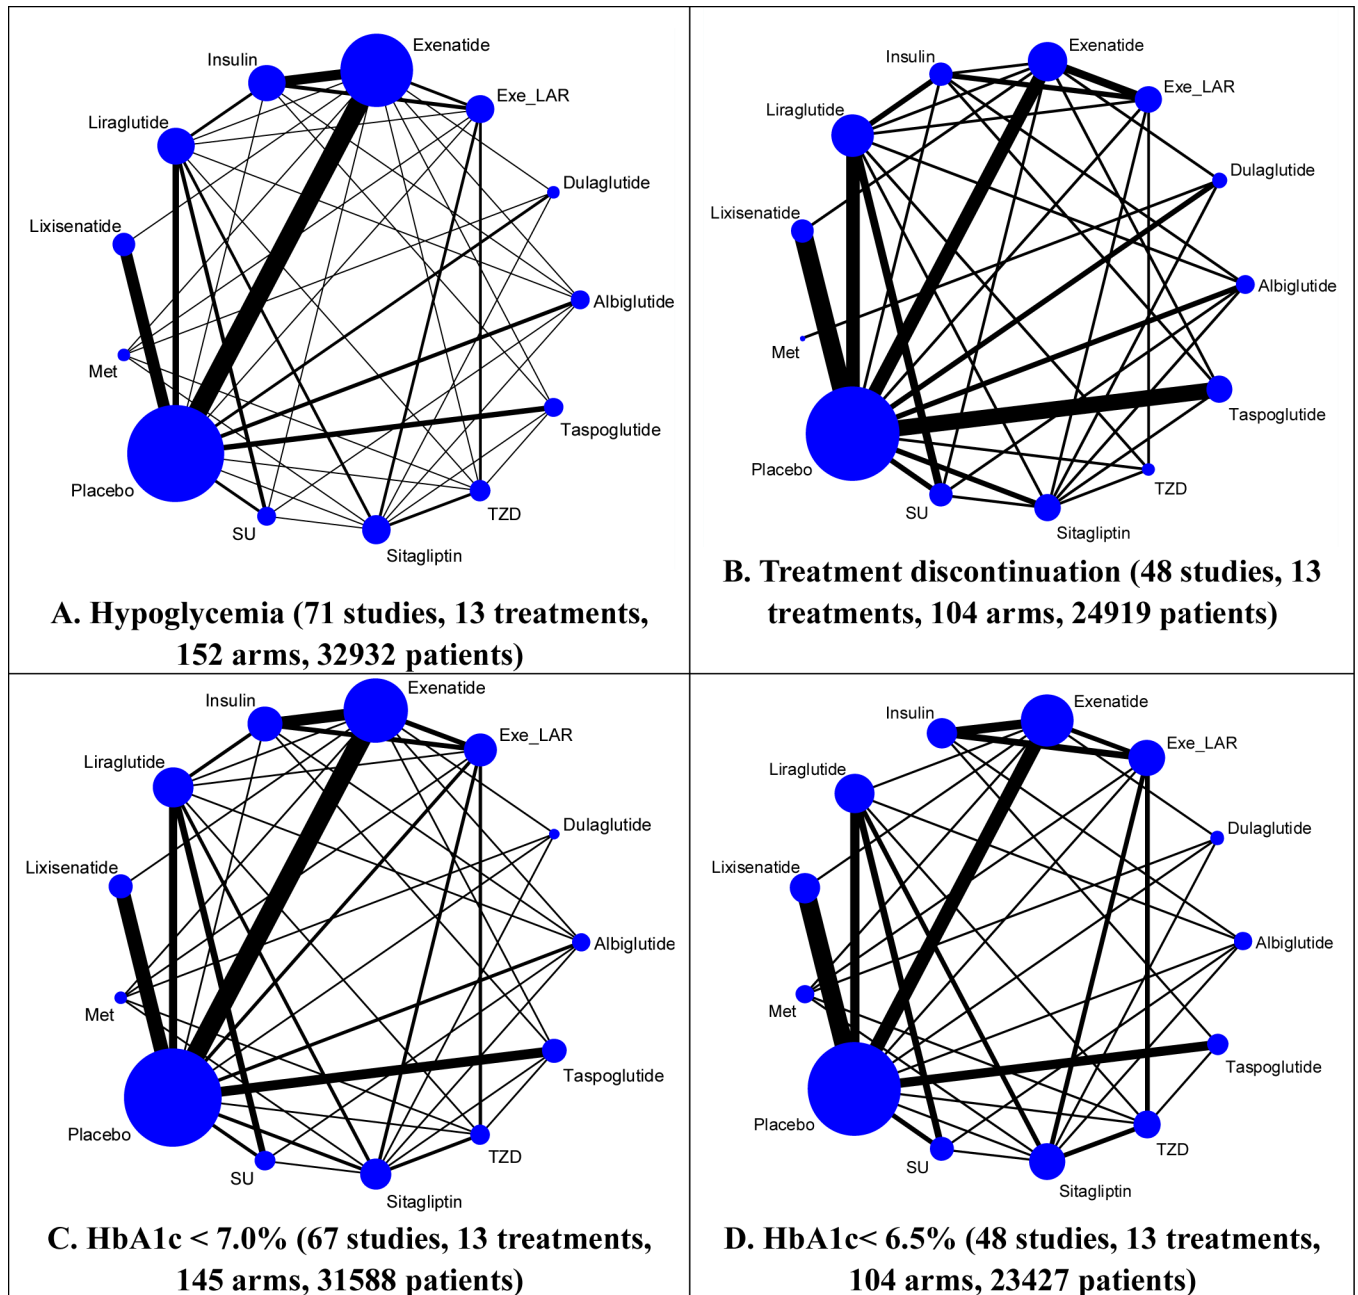 Exenatide
Insulin
Exe_LAR
Liraglutide
Dulaglutide
Lixisenatide
Albiglutide
Met
Taspoglutide
Placebo
TZD
SU
Sitagliptin
A. Hypoglycemia (71 studies, 13 treatments,
152 arms, 32932 patients)
Exenatide
Insulin
Exe_LAR
Liraglutide
Dulaglutide
Lixisenatide
Albiglutide
Met
Taspoglutide
Placebo
TZD
SU
Sitagliptin
B. Treatment discontinuation (48 studies, 13
treatments, 104 arms, 24919 patients)
Exenatide
Insulin
Exe_LAR
Liraglutide
Dulaglutide
Lixisenatide
Albiglutide
Met
Taspoglutide
Placebo
TZD
SU
Sitagliptin
C. HbA1c < 7.0% (67 studies, 13 treatments,
145 arms, 31588 patients)
Exenatide
Insulin
Exe_LAR
Liraglutide
Dulaglutide
Lixisenatide
Albiglutide
Met
Taspoglutide
Placebo
TZD
SU
Sitagliptin
D. HbA1c< 6.5% (48 studies, 13 treatments,
104 arms, 23427 patients)